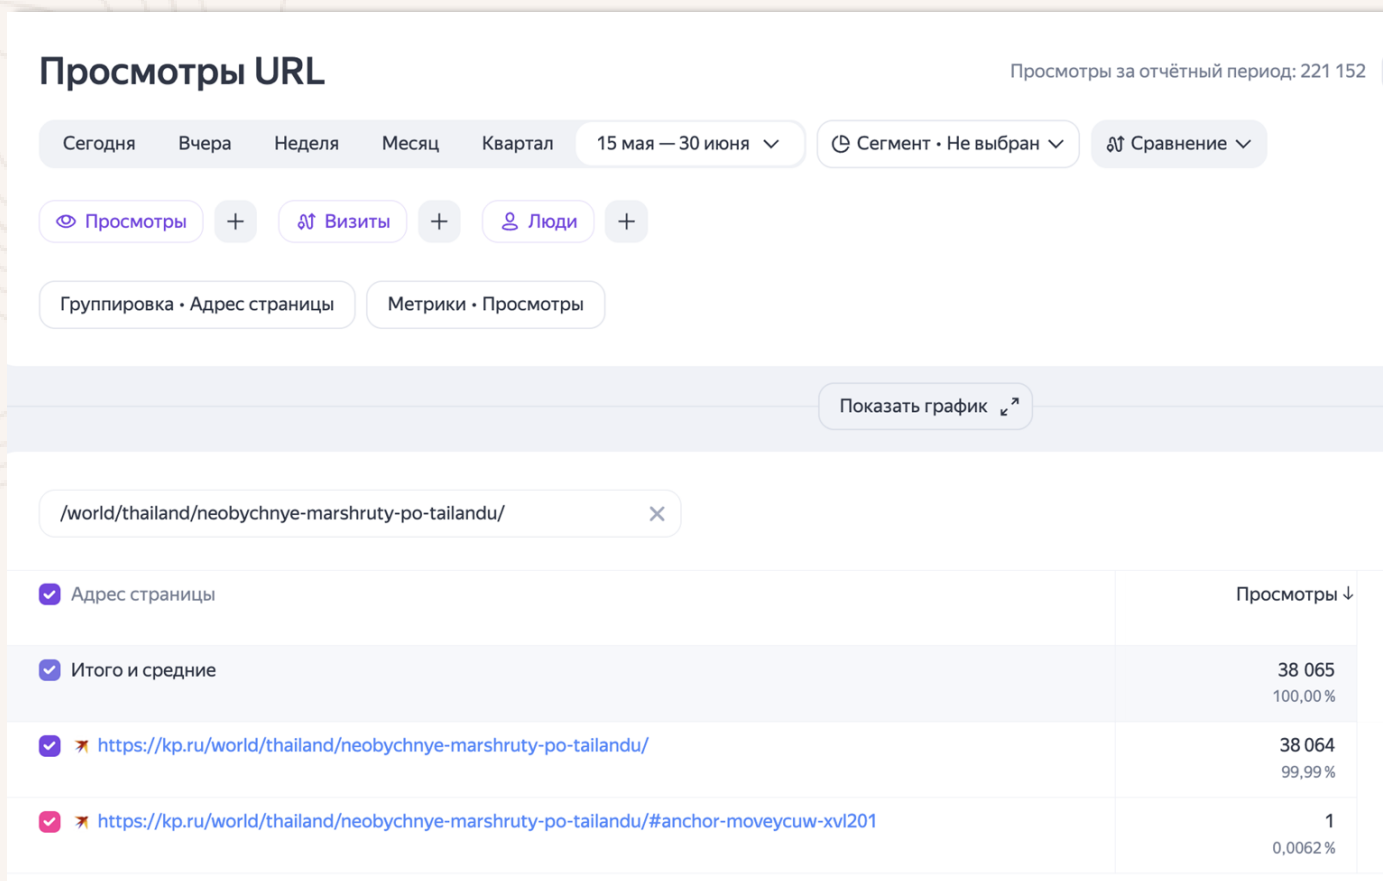 Просмотры URL
Просмотры за отчётный период: 221 152
Сегодня Вчера Неделя Месяц Квартал 15 мая — 30 июня Сегмент • Не выбран Сравнение
Просмотры + Визиты + Люди +
Группировка • Адрес страницы Метрики • Просмотры
Показать график
/world/thailand/neobychnye-marshruty-po-tailandu/
Адрес страницы Просмотры ↓
Итого и средние 38 065
100,00 %
https://kp.ru/world/thailand/neobychnye-marshruty-po-tailandu/ 38 064
99,99 %
https://kp.ru/world/thailand/neobychnye-marshruty-po-tailandu/#anchor-moveycuw-xvl201 1
0,0062 %